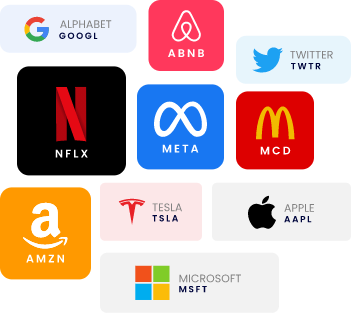 ALPHABET
GOOGL
ABNB
TWITTER
TWTR
NFLX
META
MCD
TESLA
TSLA
APPLE
AAPL
AMZN
MICROSOFT
MSFT